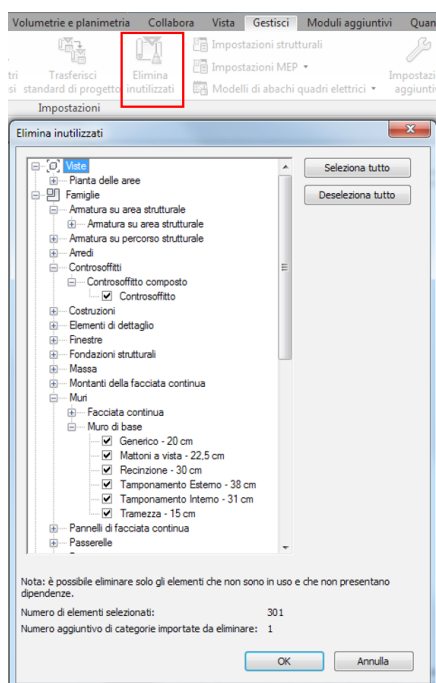 Volumetrie e planimetria Collabora Vista Gestisci Moduli aggiuntivi Quan
Impostazioni strutturali
Impostazioni MEP
tri Trasferisci Elimina Impostazi
si standard di progetto inutilizzati Modelli di abachi quadri elettrici aggiuntiv
Impostazioni
Elimina inutilizzati
Viste
Pianta delle aree
Famiglie
Armatura su area strutturale
Armatura su area strutturale
Armatura su percorso strutturale
Arredi
Controsoffitti
Controsoffitto composto
Controsoffitto
Costruzioni
Elementi di dettaglio
Finestre
Fondazioni strutturali
Massa
Montanti della facciata continua
Muri
Facciata continua
Muro di base
Generico - 20 cm
Mattoni a vista - 22,5 cm
Recinzione - 30 cm
Tamponamento Esterno - 38 cm
Tamponamento Interno - 31 cm
Tramezza - 15 cm
Pannelli di facciata continua
Passerelle
Seleziona tutto
Deseleziona tutto
Nota: è possibile eliminare solo gli elementi che non sono in uso e che non presentano
dipendenze.
Numero di elementi selezionati: 301
Numero aggiuntivo di categorie importate da eliminare: 1
OK Annulla